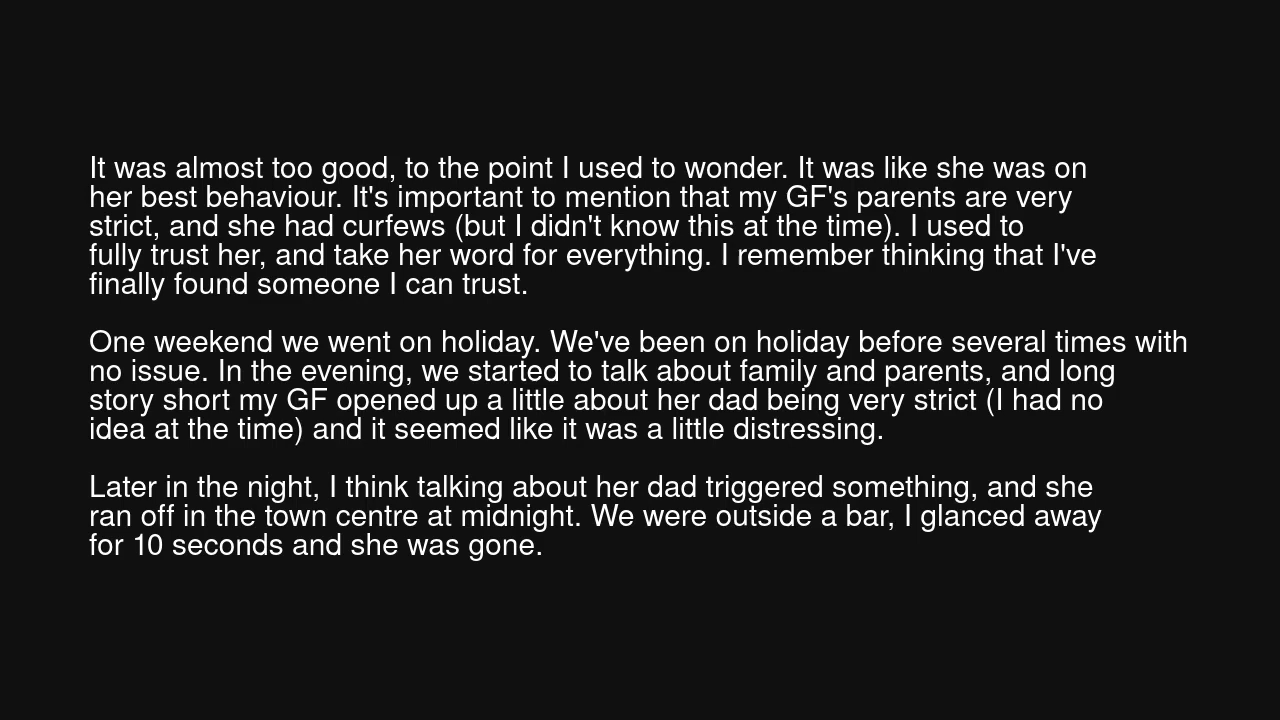 It was almost too good, to the point I used to wonder. It was like she was on
her best behaviour. It's important to mention that my GF's parents are very
strict, and she had curfews (but I didn't know this at the time). I used to
fully trust her, and take her word for everything. I remember thinking that I've
finally found someone I can trust.

One weekend we went on holiday. We've been on holiday before several times with
no issue. In the evening, we started to talk about family and parents, and long
story short my GF opened up a little about her dad being very strict (I had no
idea at the time) and it seemed like it was a little distressing.

Later in the night, I think talking about her dad triggered something, and she
ran off in the town centre at midnight. We were outside a bar, I glanced away
for 10 seconds and she was gone.